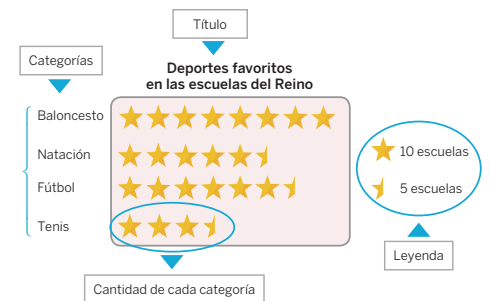 Título
Categorías
Deportes favoritos
en las escuelas del Reino
Baloncesto
Natación
Fútbol
Tenis
10 escuelas
5 escuelas
Leyenda
Cantidad de cada categoría